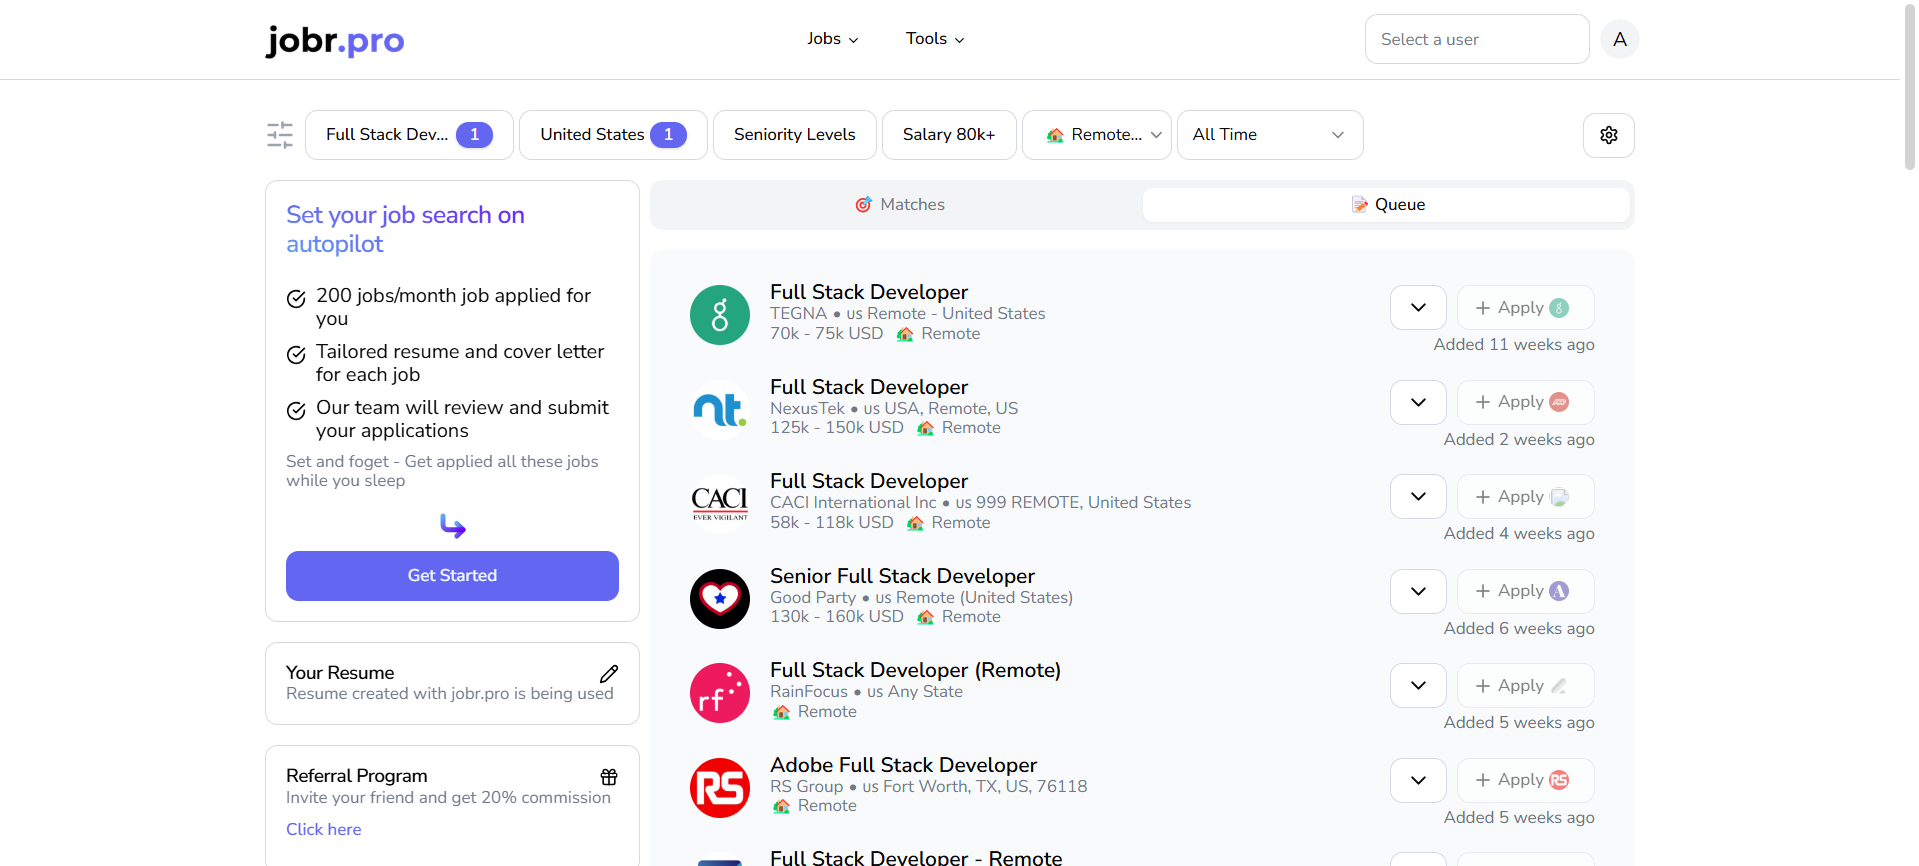 jobr.pro
Jobs
Tools
Select a user
A
Full Stack Dev... 1
United States 1
Seniority Levels
Salary 80k+
Remote...
All Time
Set your job search on
autopilot
200 jobs/month job applied for
you
Tailored resume and cover letter
for each job
Our team will review and submit
your applications
Set and foget - Get applied all these jobs
while you sleep
Get Started
Your Resume
Resume created with jobr.pro is being used
Referral Program
Invite your friend and get 20% commission
Click here
Matches
Queue
g
Full Stack Developer
TEGNA • us Remote - United States
70k - 75k USD Remote
+ Apply g
Added 11 weeks ago
nt.
Full Stack Developer
NexusTek • us USA, Remote, US
125k - 150k USD Remote
+ Apply ADP
Added 2 weeks ago
CACI
EVER VIGILANT
Full Stack Developer
CACI International Inc • us 999 REMOTE, United States
58k - 118k USD Remote
+ Apply
Added 4 weeks ago
Senior Full Stack Developer
Good Party • us Remote (United States)
130k - 160k USD Remote
+ Apply A
Added 6 weeks ago
rf
Full Stack Developer (Remote)
RainFocus • us Any State
Remote
+ Apply
Added 5 weeks ago
RS
Adobe Full Stack Developer
RS Group • us Fort Worth, TX, US, 76118
Remote
+ Apply RS
Added 5 weeks ago
Full Stack Developer - Remote